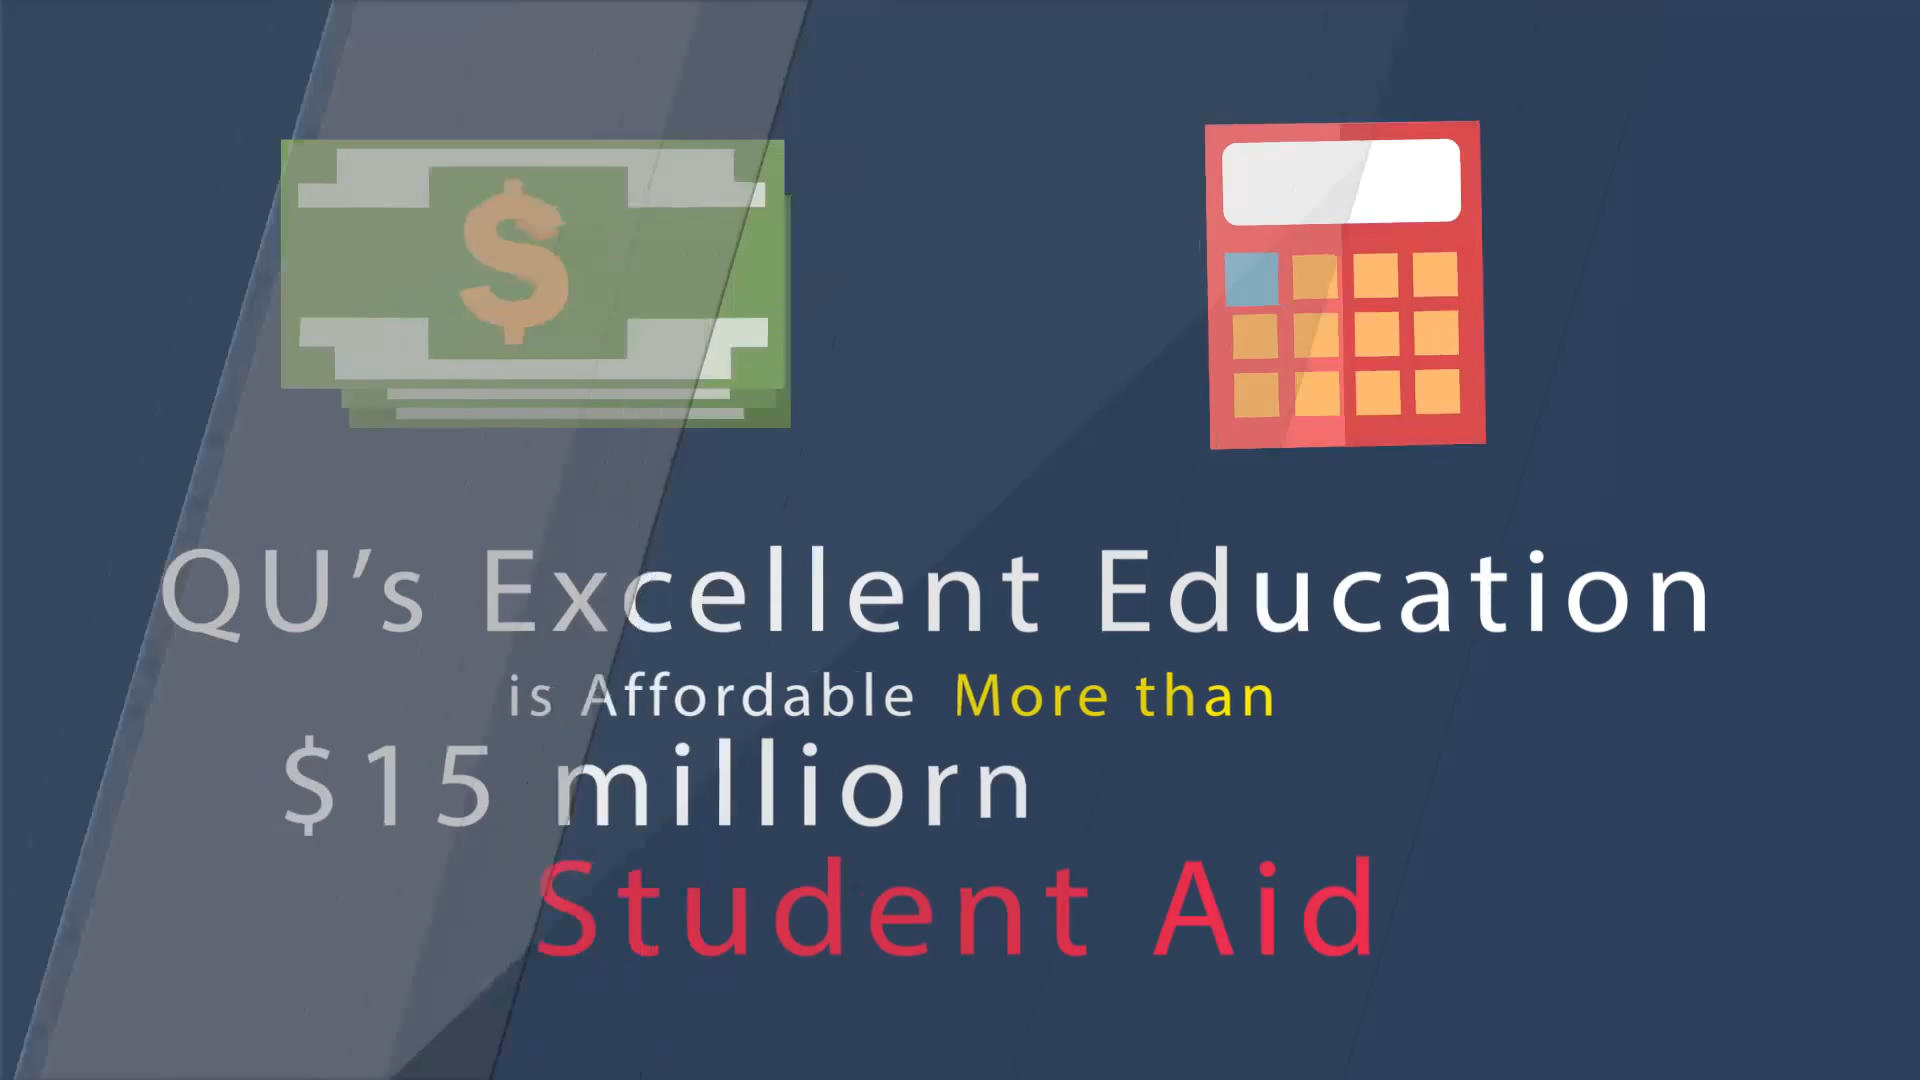 $
QU's Excellent Education
is Affordable More than
$15 milliorn
Student Aid